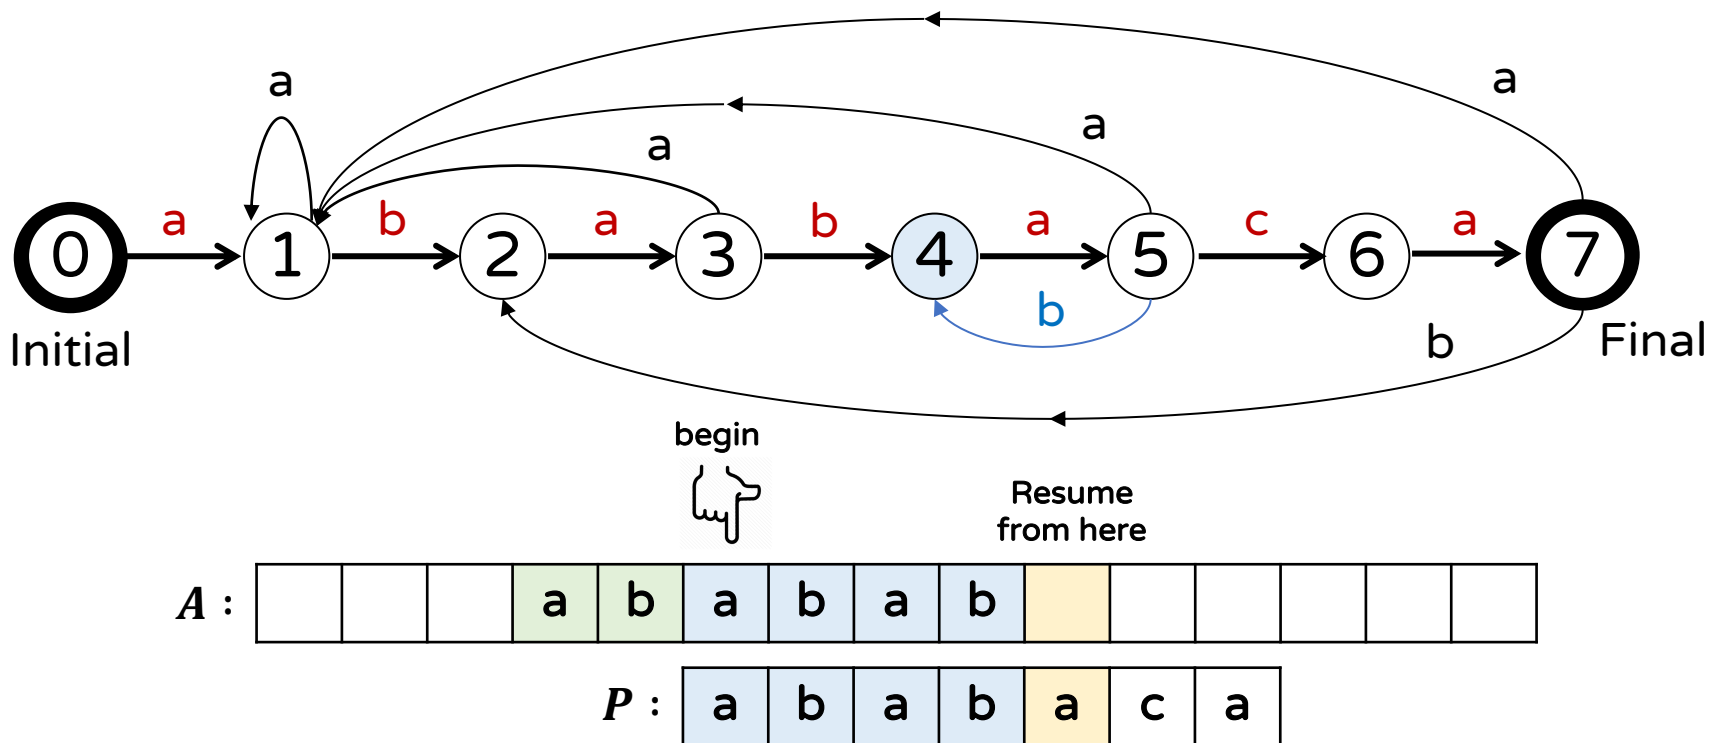 a
a
a
a
a
b
a
b
a
c
a
0
1
2
3
4
5
6
7
b
Initial
b
Final
begin
Resume
from here
A :
a b a b a b
P :
a b a b a c a